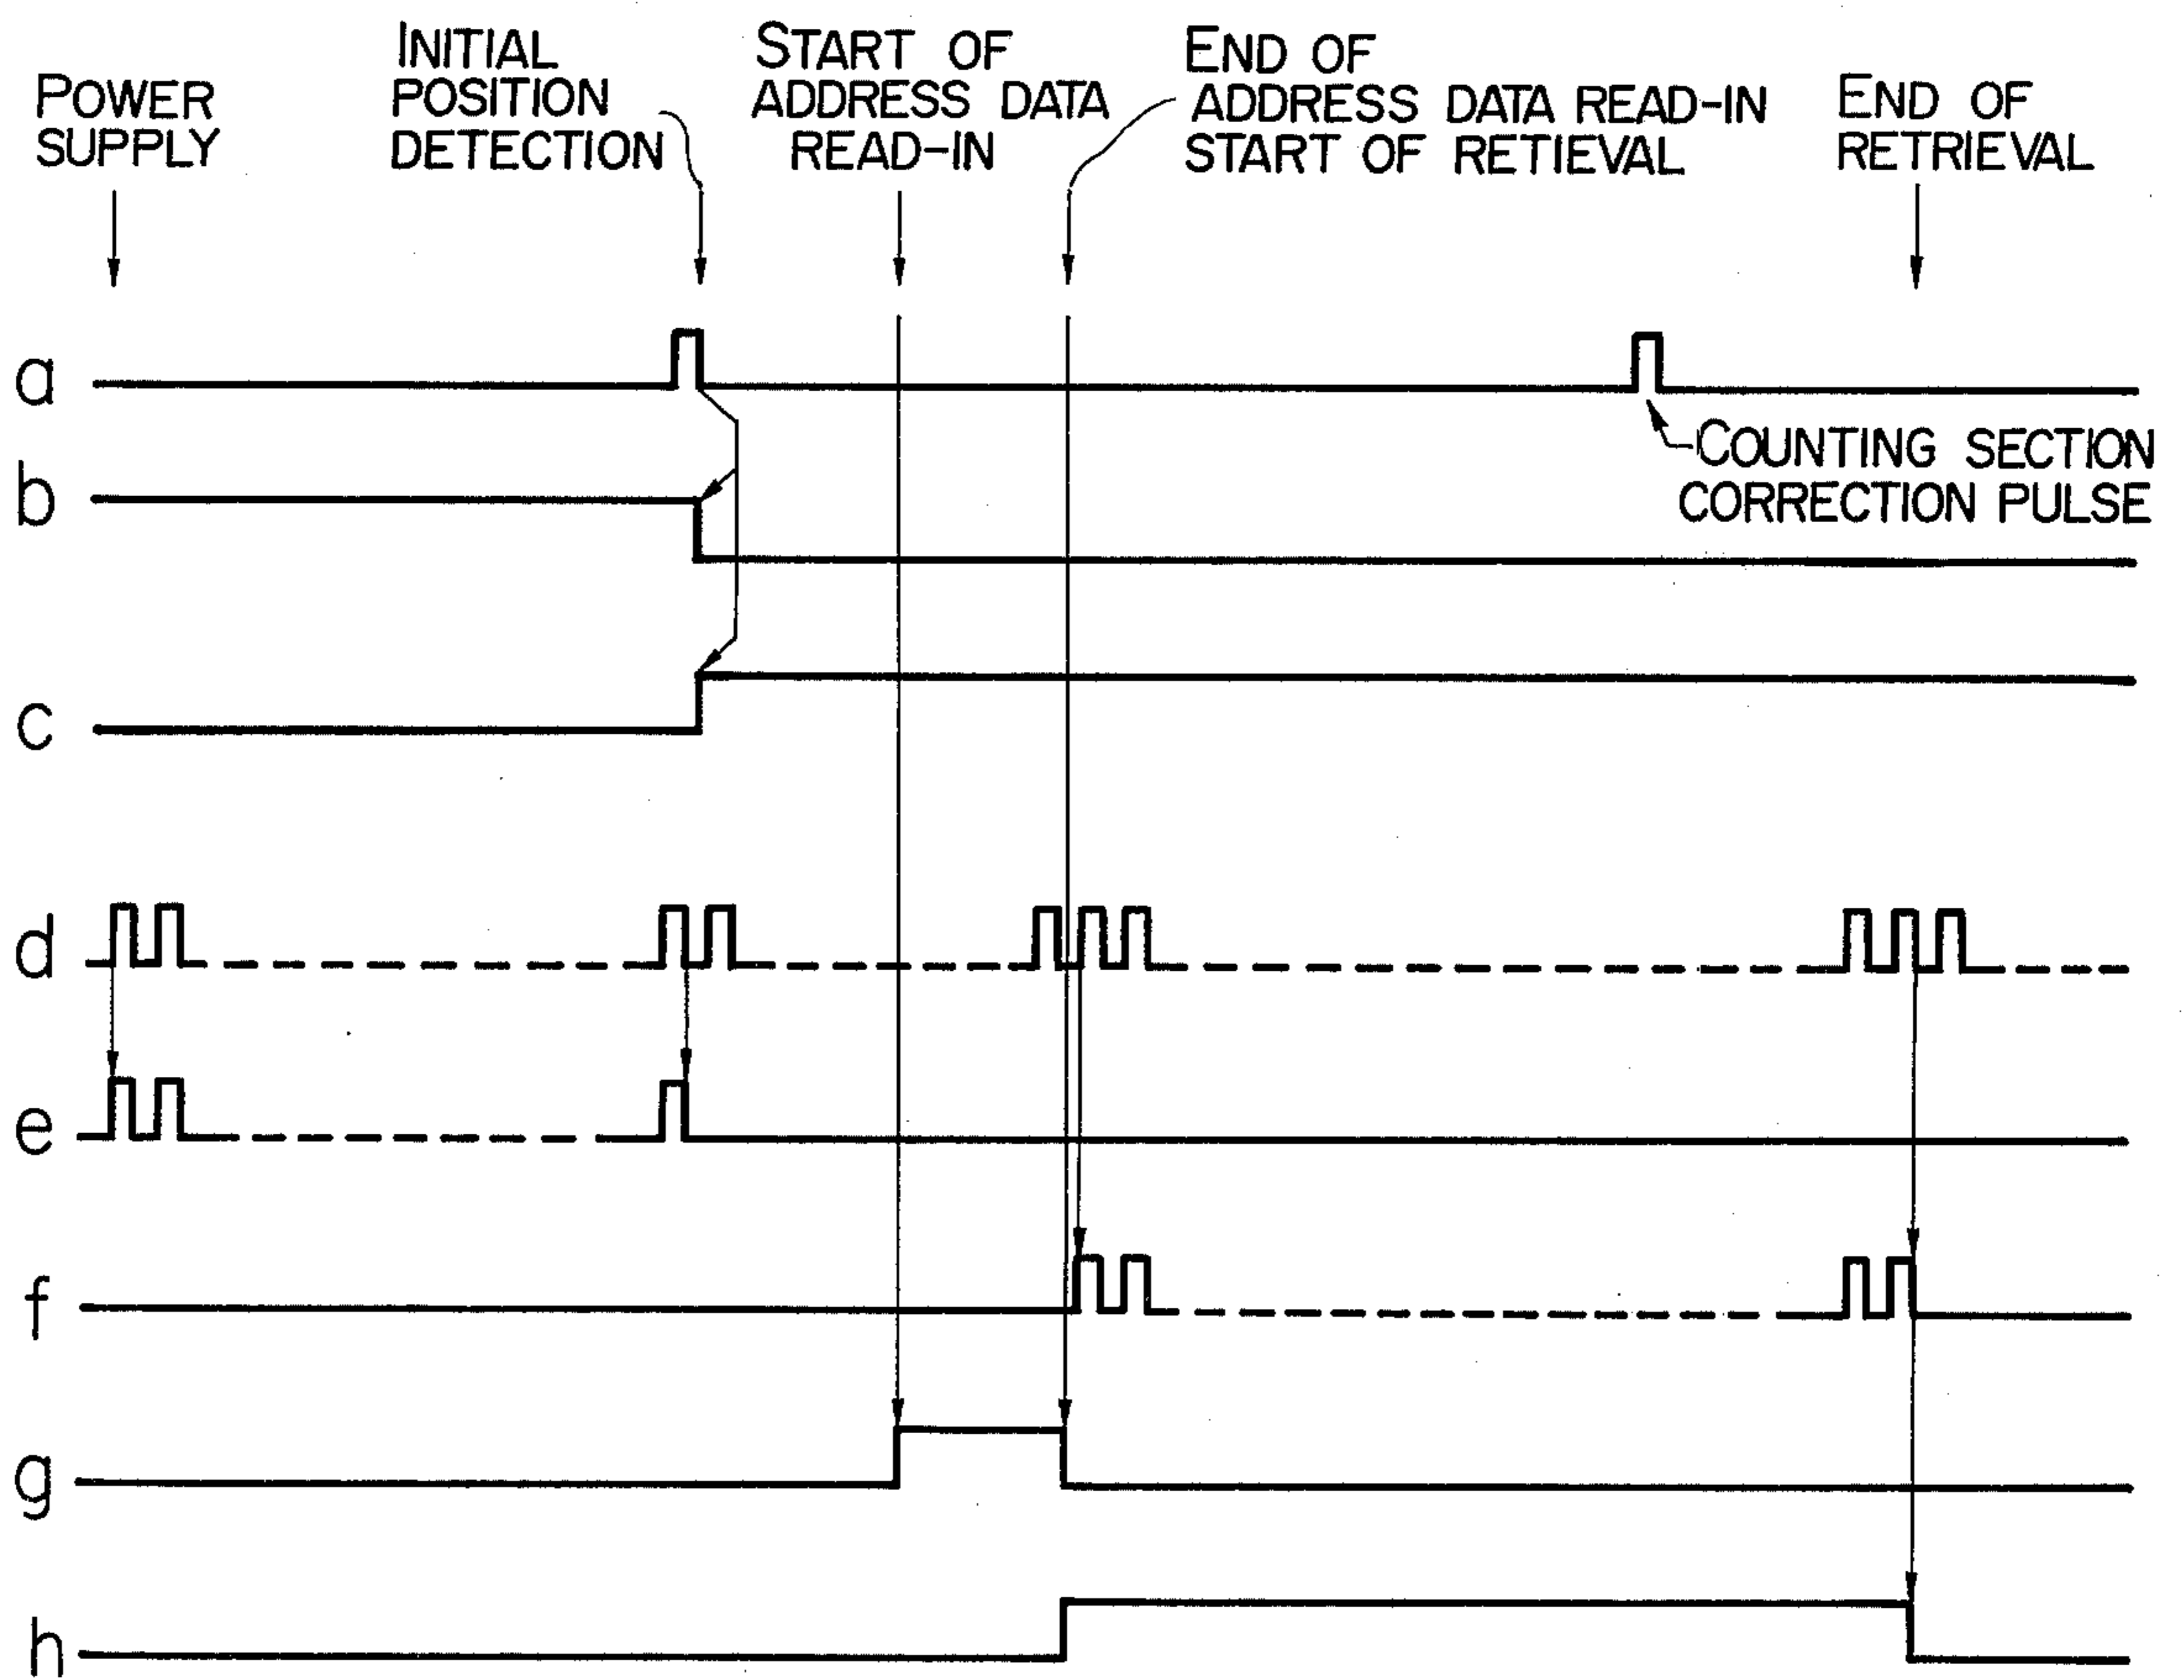 POWER
SUPPLY
INITIAL
POSITION
DETECTION
START OF
ADDRESS DATA
READ-IN
END OF
ADDRESS DATA READ-IN
START OF RETIEVAL
END OF
RETRIEVAL
a
COUNTING SECTION
CORRECTION PULSE
b
c
d
e
f
g
h